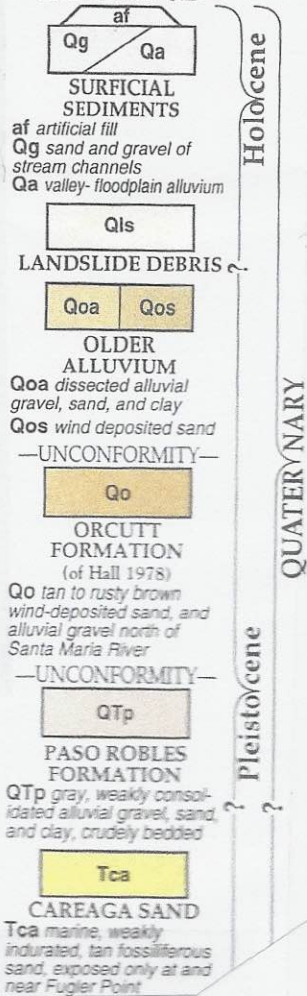 af
Qg
Qa
SURFICIAL
SEDIMENTS
af artificial fill
Qg sand and gravel of
stream channels
Qa valley- floodplain alluvium
Qls
LANDSLIDE DEBRIS ?
Qoa
Qos
OLDER
ALLUVIUM
Qoa dissected alluvial
gravel, sand, and clay
Qos wind deposited sand
—UNCONFORMITY—
Qo
ORCUTT
FORMATION
(of Hall 1978)
Qo tan to rusty brown
wind-deposited sand, and
alluvial gravel north of
Santa Maria River
—UNCONFORMITY—
QTp
PASO ROBLES
FORMATION
QTp gray, weakly consol-
idated alluvial gravel, sand,
and clay, crudely bedded
?
?
Tca
CAREAGA SAND
Tca marine, weakly
indurated, tan fossiliferous
sand, exposed only at and
near Fugler Point
Holocene
Pleistocene
QUATERNARY